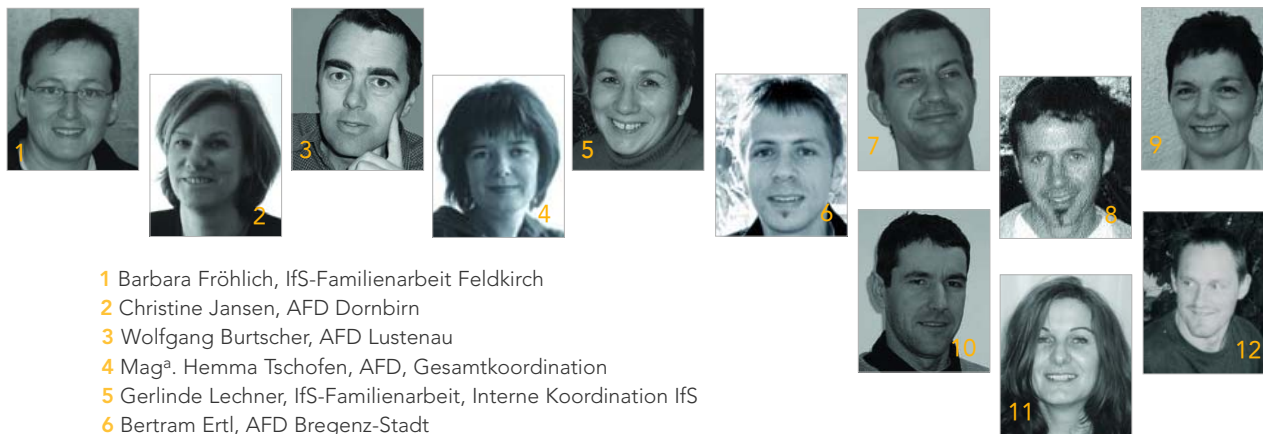 1
2
3
4
5
6
7
8
9
10
11
12
1 Barbara Fröhlich, IfS-Familienarbeit Feldkirch
2 Christine Jansen, AFD Dornbirn
3 Wolfgang Burtscher, AFD Lustenau
4 Magª. Hemma Tschofen, AFD, Gesamtkoordination
5 Gerlinde Lechner, IfS-Familienarbeit, Interne Koordination IfS
6 Bertram Ertl, AFD Bregenz-Stadt